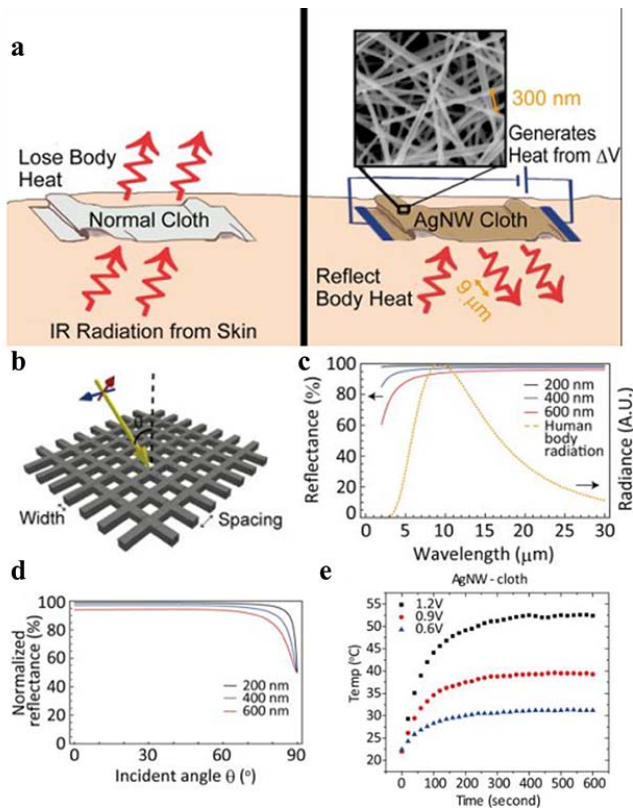 a
300 nm
Generates
Heat from ΔV
Lose Body
Heat
Normal Cloth
AgNW Cloth
Reflect
Body Heat
9 μm
IR Radiation from Skin
b
θ
Width
Spacing
c
Reflectance (%)
100
80
60
40
20
0
200 nm
400 nm
600 nm
Human
body
radiation
Radiance (A.U.)
0 5 10 15 20 25 30
Wavelength (μm)
d
Normalized
reflectance (%)
100
80
60
40
20
0
200 nm
400 nm
600 nm
0 30 60 90
Incident angle θ (°)
e
AgNW - cloth
1.2V
0.9V
0.6V
Temp (°C)
55
50
45
40
35
30
25
20
0 100 200 300 400 500 600
Time (second)